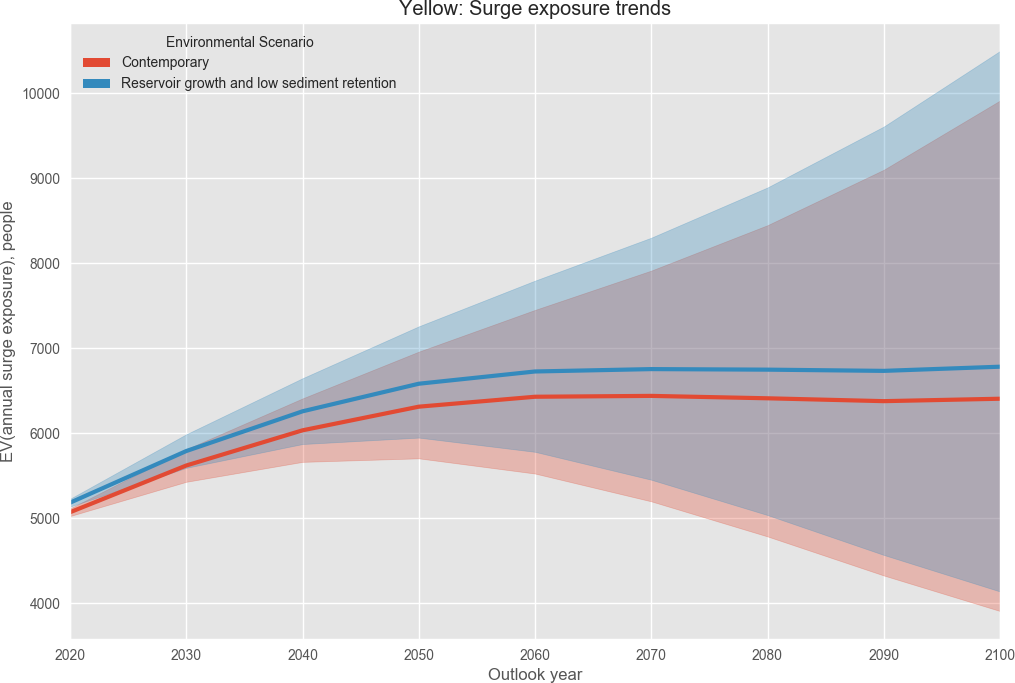 Yellow: Surge exposure trends
Environmental Scenario
Contemporary
Reservoir growth and low sediment retention
EV(annual surge exposure), people
10000
9000
8000
7000
6000
5000
4000
2020 2030 2040 2050 2060 2070 2080 2090 2100
Outlook year